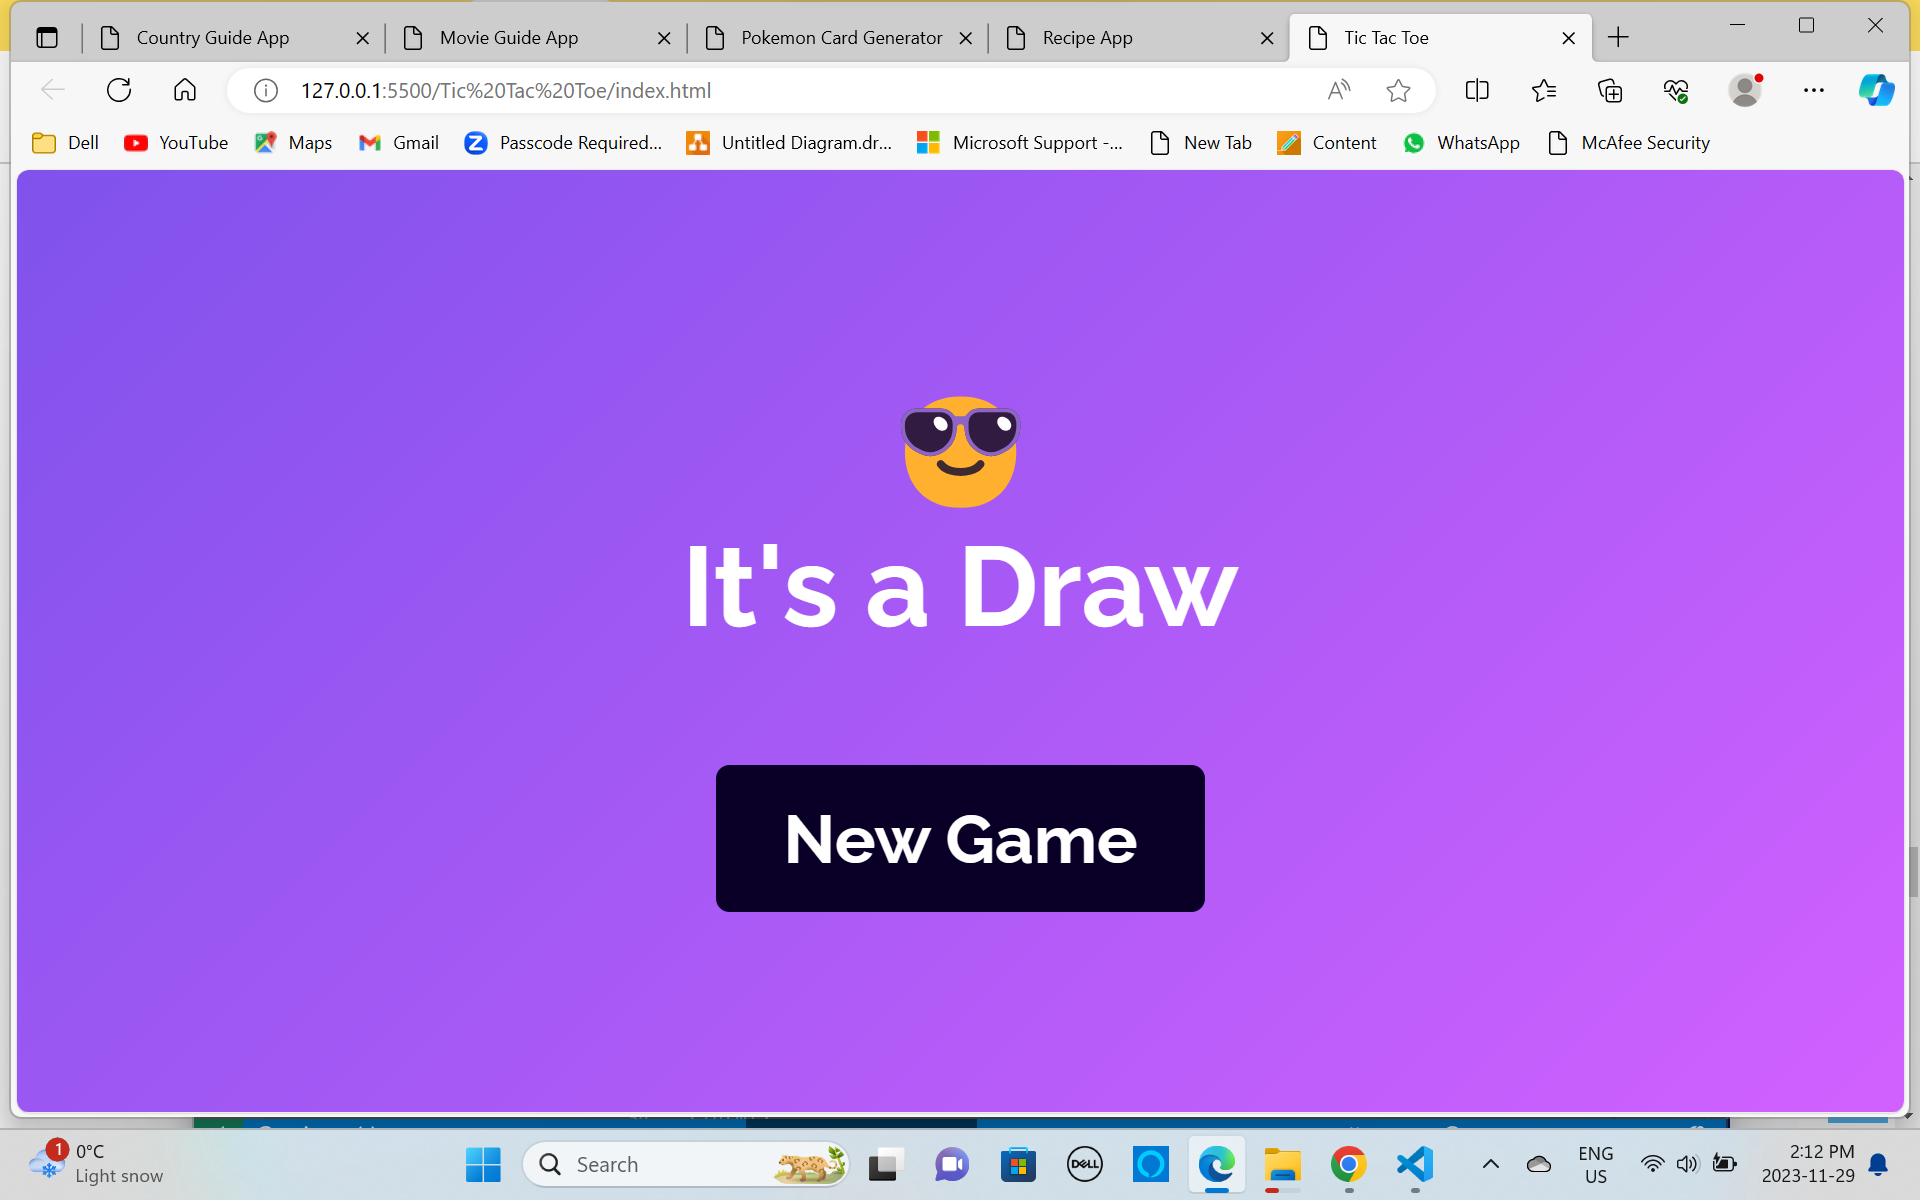 Country Guide App
Movie Guide App
Pokemon Card Generator
Recipe App
Tic Tac Toe
127.0.0.1:5500/Tic%20Tac%20Toe/index.html
Dell
YouTube
Maps
Gmail
Passcode Required...
Untitled Diagram.dr...
Microsoft Support -...
New Tab
Content
WhatsApp
McAfee Security
It's a Draw
New Game
1
0°C
Light snow
Search
DELL
ENG
US
2:12 PM
2023-11-29